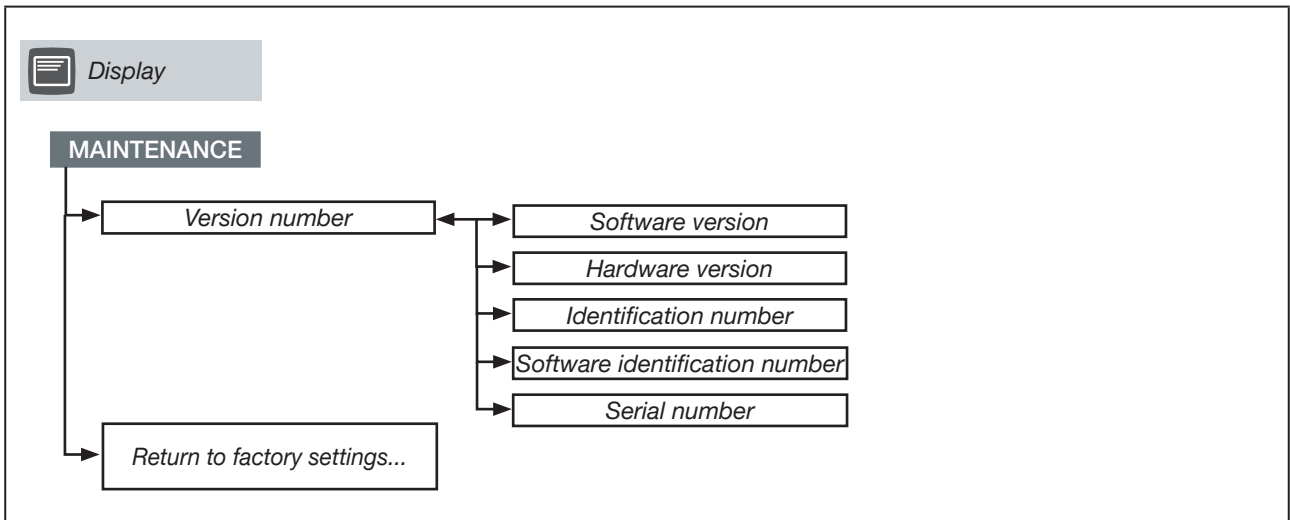 Display
MAINTENANCE
Version number
Software version
Hardware version
Identification number
Software identification number
Serial number
Return to factory settings...